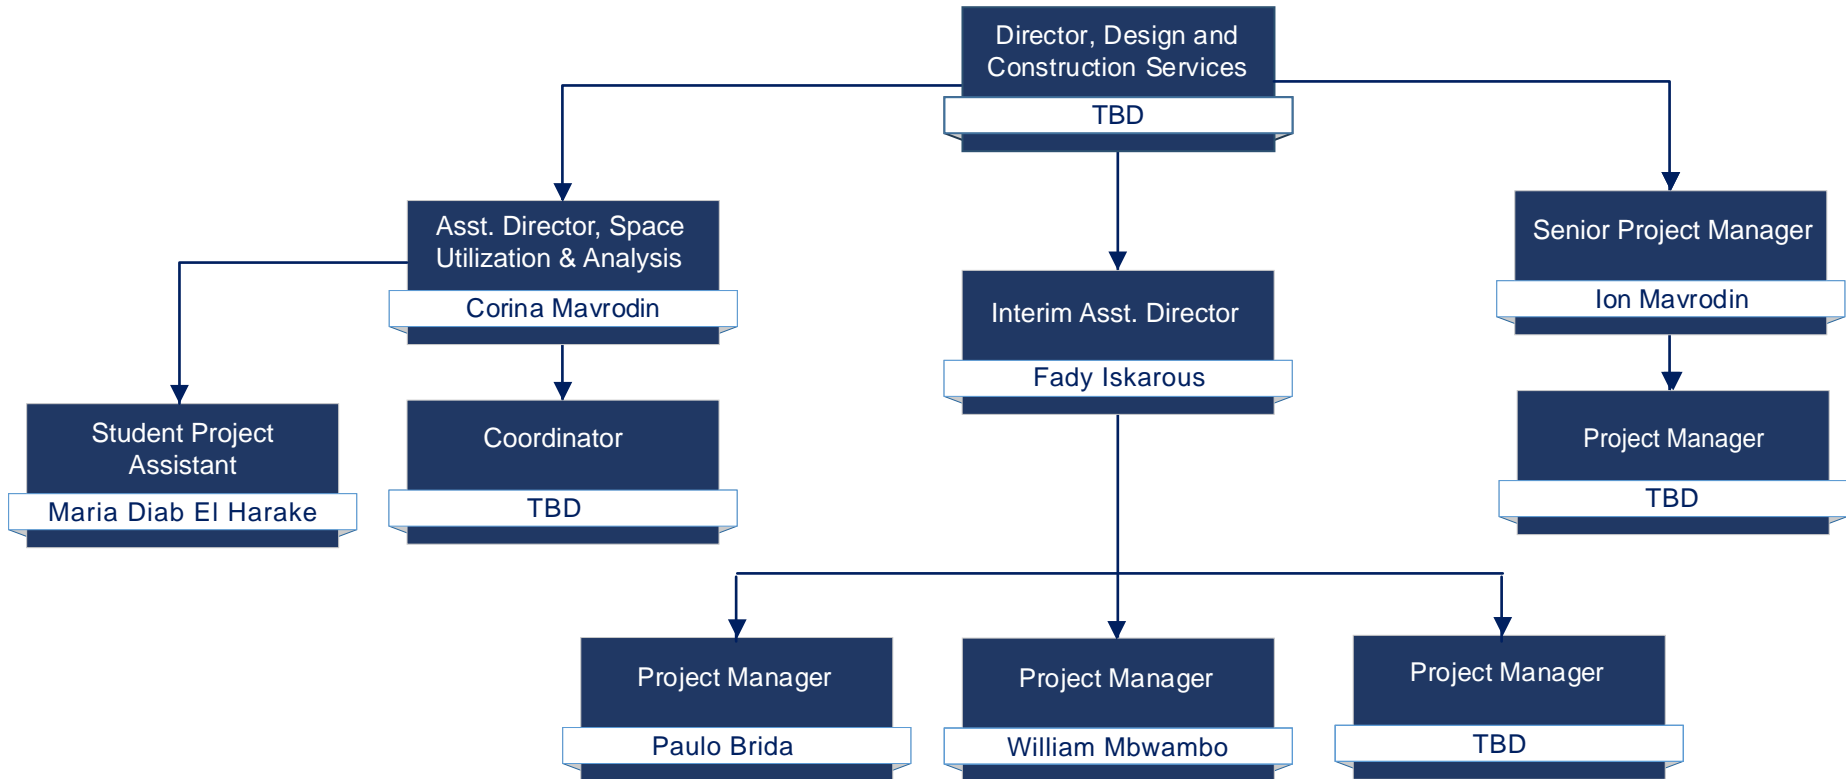 Director, Design and
Construction Services
TBD
Asst. Director, Space
Utilization & Analysis
Corina Mavrodin
Senior Project Manager
Ion Mavrodin
Interim Asst. Director
Fady Iskarous
Student Project
Assistant
Maria Diab El Harake
Coordinator
TBD
Project Manager
TBD
Project Manager
Paulo Brida
Project Manager
William Mbwambo
Project Manager
TBD